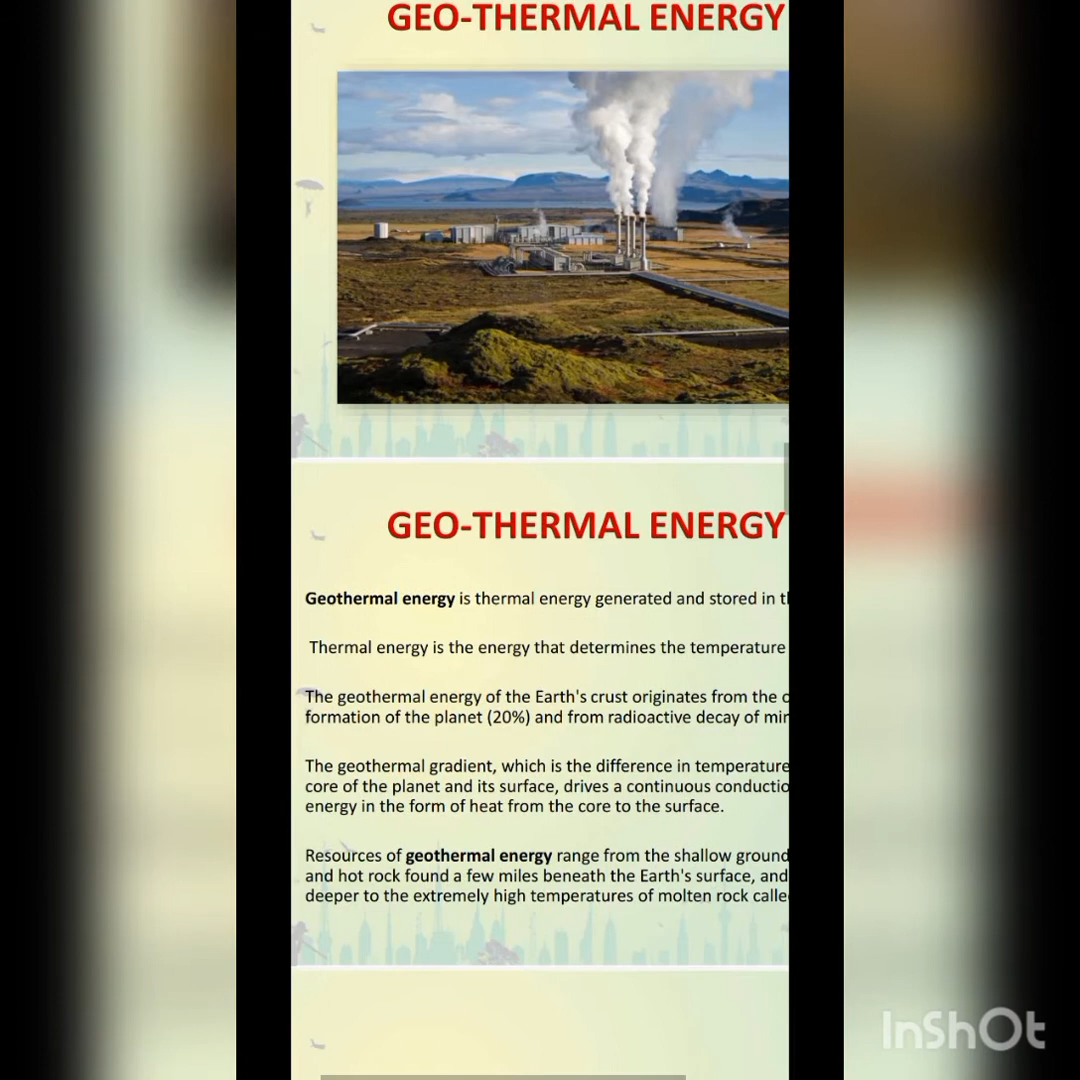 GEO-THERMAL ENERGY
GEO-THERMAL ENERGY
Geothermal energy is thermal energy generated and stored in
Thermal energy is the energy that determines the temperature
The geothermal energy of the Earth's crust originates from the
formation of the planet (20%) and from radioactive decay of
The geothermal gradient, which is the difference in temperature
core of the planet and its surface, drives a continuous
energy in the form of heat from the core to the surface.
Resources of geothermal energy range from the shallow ground
and hot rock found a few miles beneath the Earth's surface, and
deeper to the extremely high temperatures of molten rock
InShOt